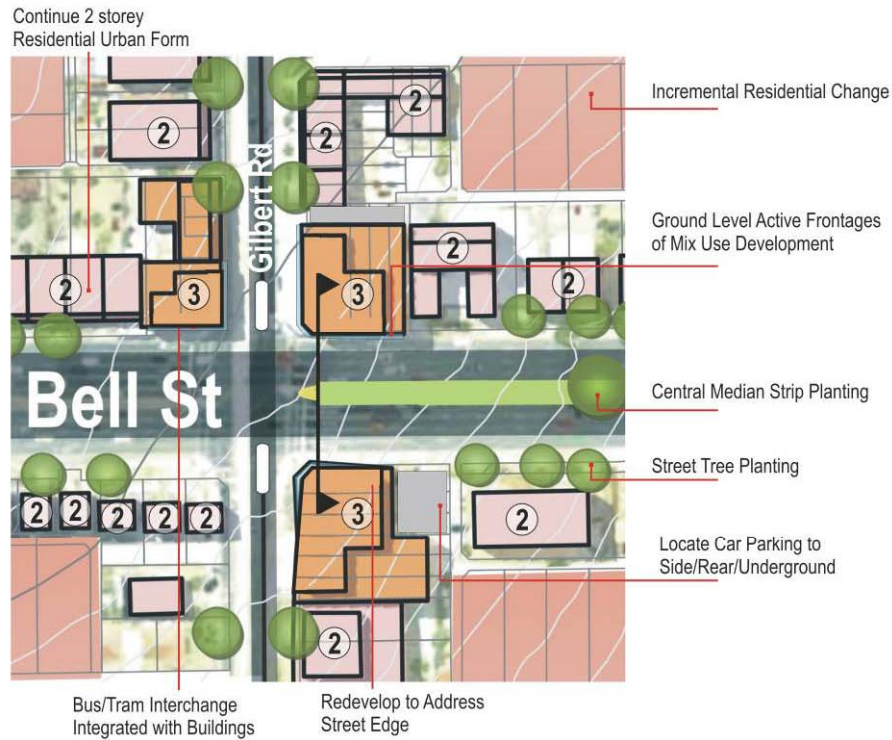 Continue 2 storey
Residential Urban Form
Incremental Residential Change
Ground Level Active Frontages
of Mix Use Development
Central Median Strip Planting
Street Tree Planting
Locate Car Parking to
Side/Rear/Underground
Bus/Tram Interchange
Integrated with Buildings
Redevelop to Address
Street Edge
Gilbert Rd
Bell St
2
2
2
2
3
3
2
2
2
2
2
2
2
3
2
2